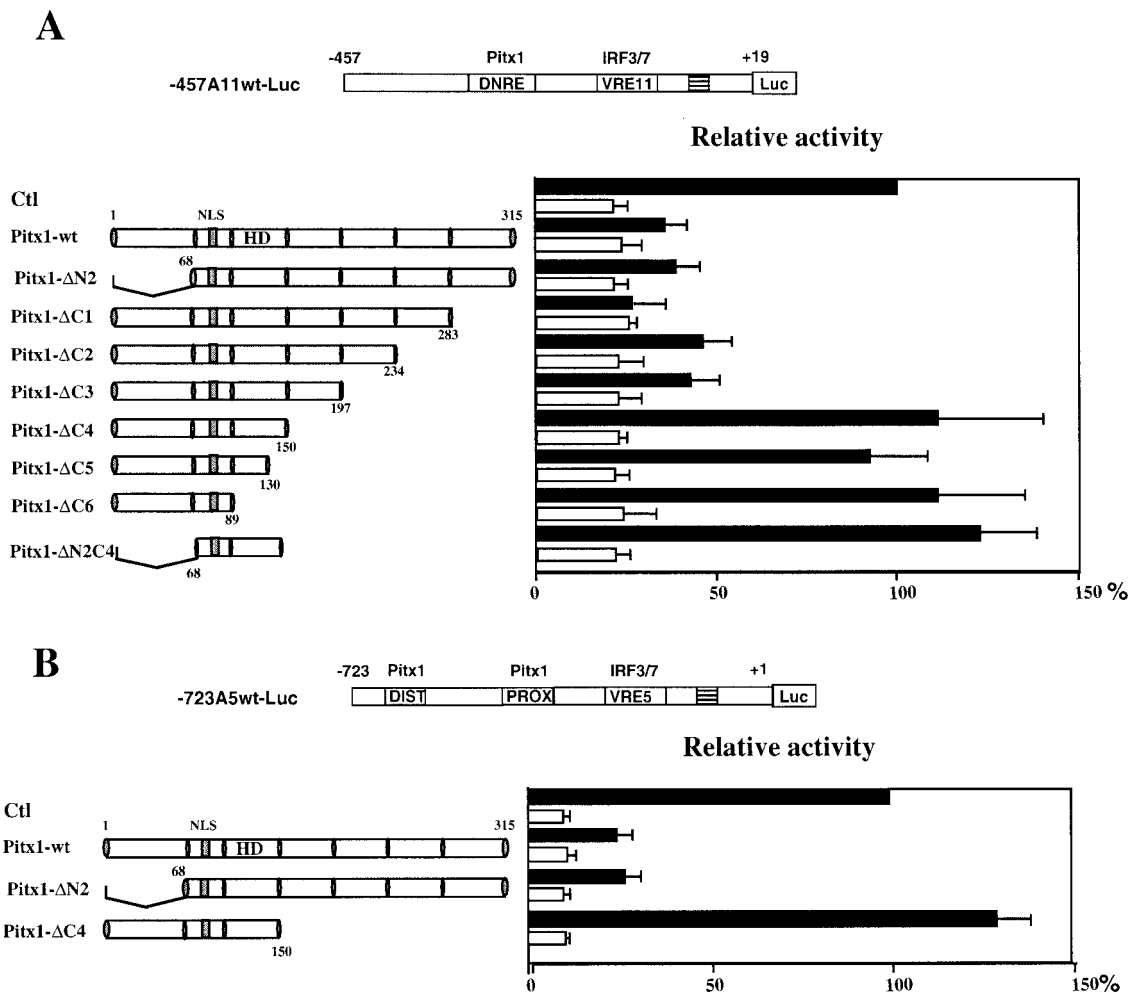 A
-457 Pitx1 IRF3/7 +19
-457A11wt-Luc DNRE VRE11 Luc
Relative activity
Ctl
1 NLS 315
Pitx1-wt HD
68
Pitx1-ΔN2
Pitx1-ΔC1
283
Pitx1-ΔC2
234
Pitx1-ΔC3
197
Pitx1-ΔC4
150
Pitx1-ΔC5
130
Pitx1-ΔC6
89
Pitx1-ΔN2C4
68
0 50 100 150 %
B
-723 Pitx1 Pitx1 IRF3/7 +1
-723A5wt-Luc DIST PROX VRE5 Luc
Relative activity
Ctl
1 NLS 315
Pitx1-wt HD
68
Pitx1-ΔN2
Pitx1-ΔC4
150
0 50 100 150%